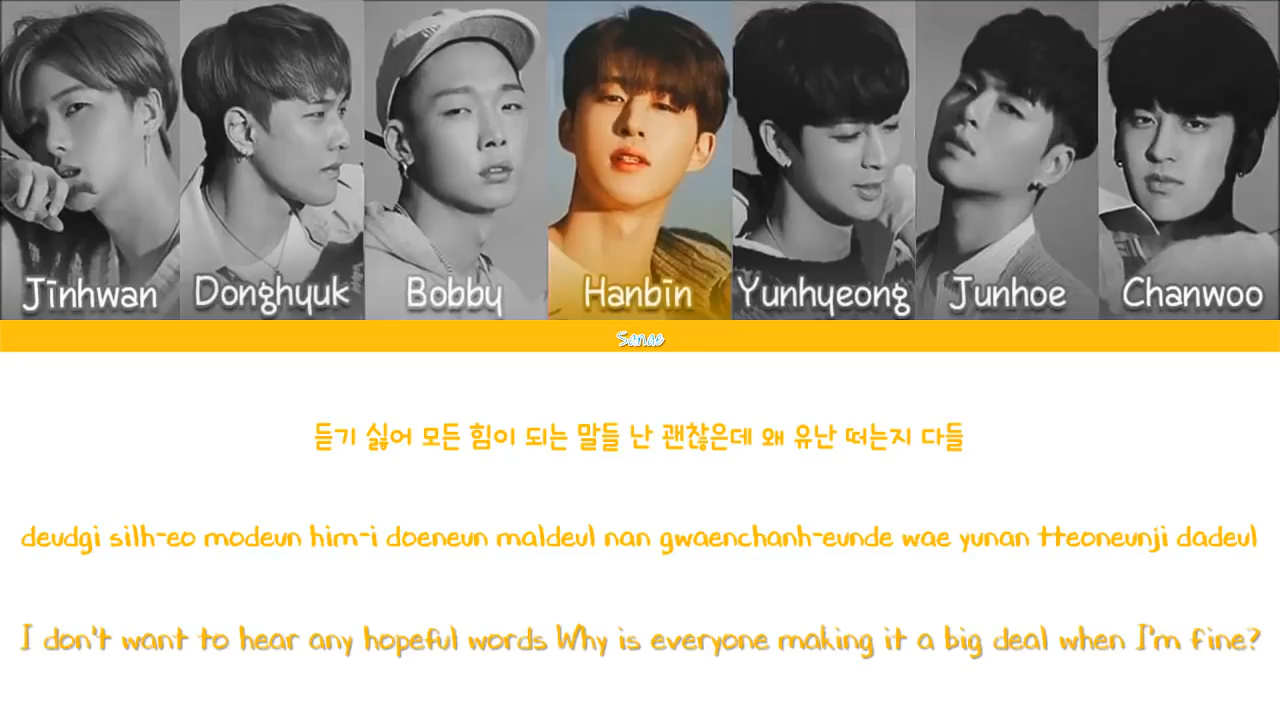 Jinhwan Donghyuk Bobby Hanbin Yunhyeong Junhoe Chanwoo
Sanae
듣기 싫어 모든 힘이 되는 말들 난 괜찮은데 왜 유난 떠는지 다들
deudgi silh-eo modeun him-i doeneun maldeul nan gwaenchanh-eunde wae yunan tteoneunji dadeul
I don't want to hear any hopeful words Why is everyone making it a big deal when I'm fine?